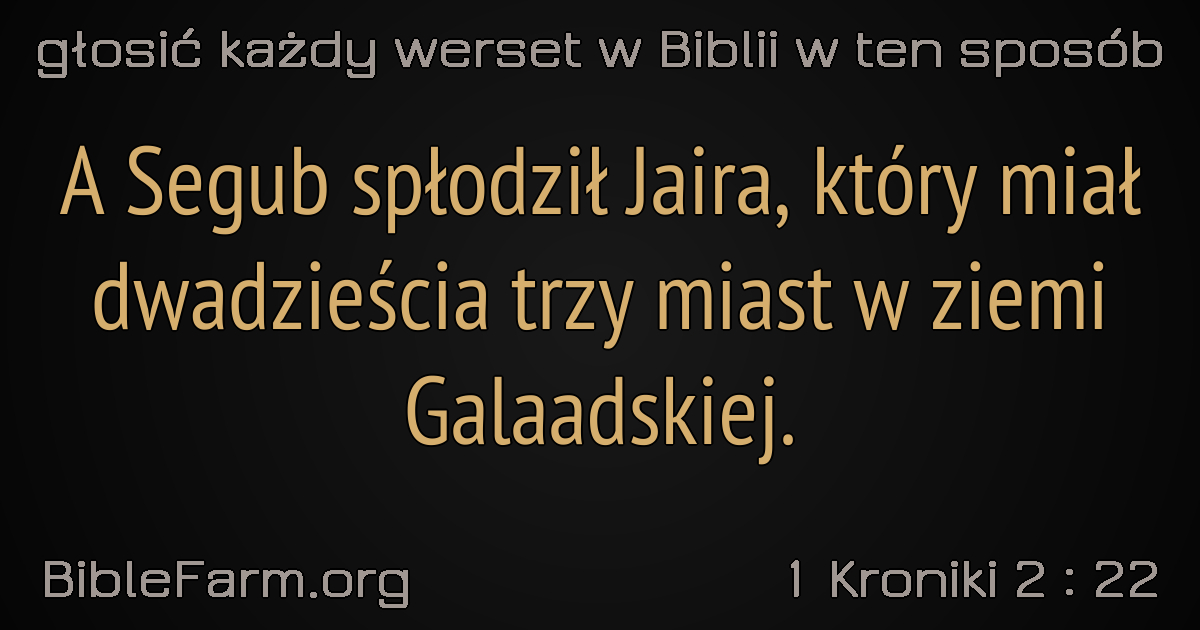 głosić każdy werset w Biblii w ten sposób
A Segub spłodził Jaira, który miał
dwadzieścia trzy miast w ziemi
Galaadskiej.
BibleFarm.org
1 Kroniki 2 : 22